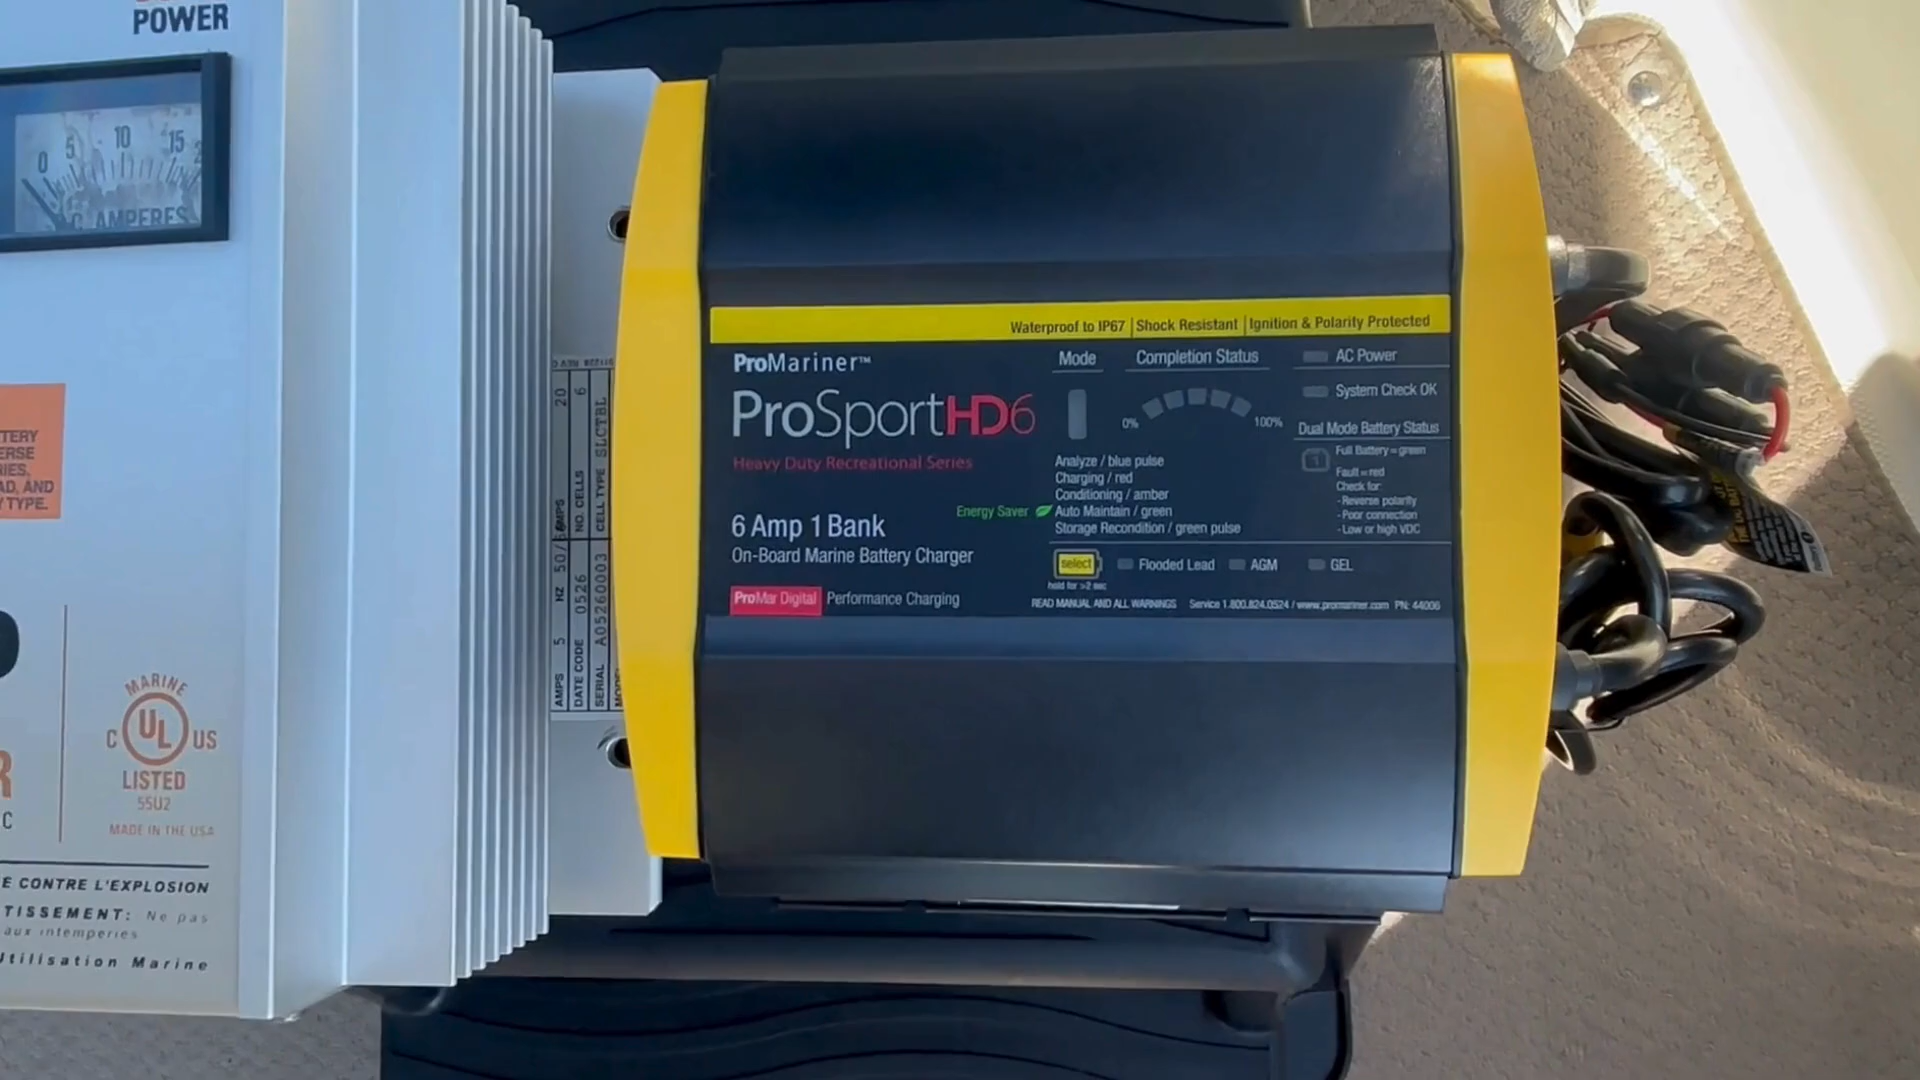 POWER
0 5 10 15
AMPERES
TERY
ERSE
RIES,
AD, AND
TYPE.
MARINE
C UL US
LISTED
55U2
MADE IN THE USA
E CONTRE L'EXPLOSION
TISSEMENT: Ne pas
aux intemperies
Utilisation Marine
AMPS 5 HZ 50/ AMPS 20
DATE CODE 0526 NO. CELLS 6
SERIAL A05260003 CELL TYPE SLCTBL
Waterproof to IP67 | Shock Resistant | Ignition & Polarity Protected
ProMariner™
ProSportHD6
Heavy Duty Recreational Series
6 Amp 1 Bank
On-Board Marine Battery Charger
ProMar Digital Performance Charging
Mode
Completion Status
0% 100%
Analyze / blue pulse
Charging / red
Conditioning / amber
Energy Saver Auto Maintain / green
Storage Recondition / green pulse
AC Power
System Check OK
Dual Mode Battery Status
1 Full Battery = green
Fault = red
Check for:
- Reverse polarity
- Poor connection
- Low or high VDC
select Flooded Lead AGM GEL
hold for >2 sec
READ MANUAL AND ALL WARNINGS Service 1.800.824.0524 / www.promariner.com PN: 44006